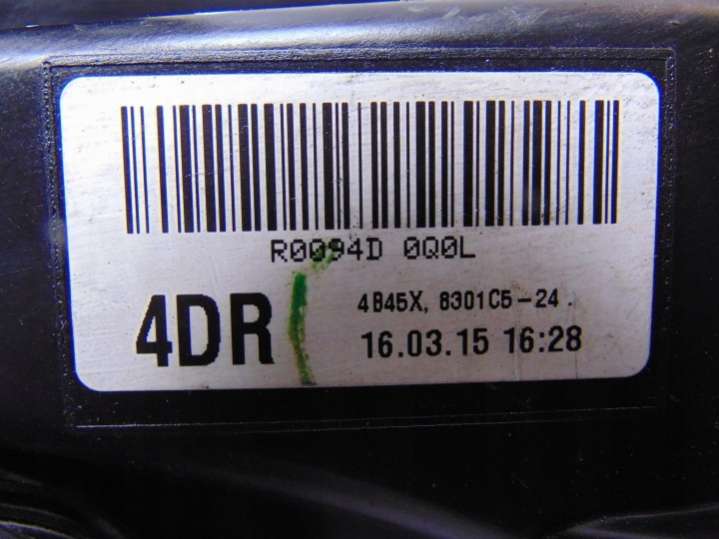 R0094D 0Q0L
4DR
4B45X, 8301C5-24 .
16.03.15 16:28